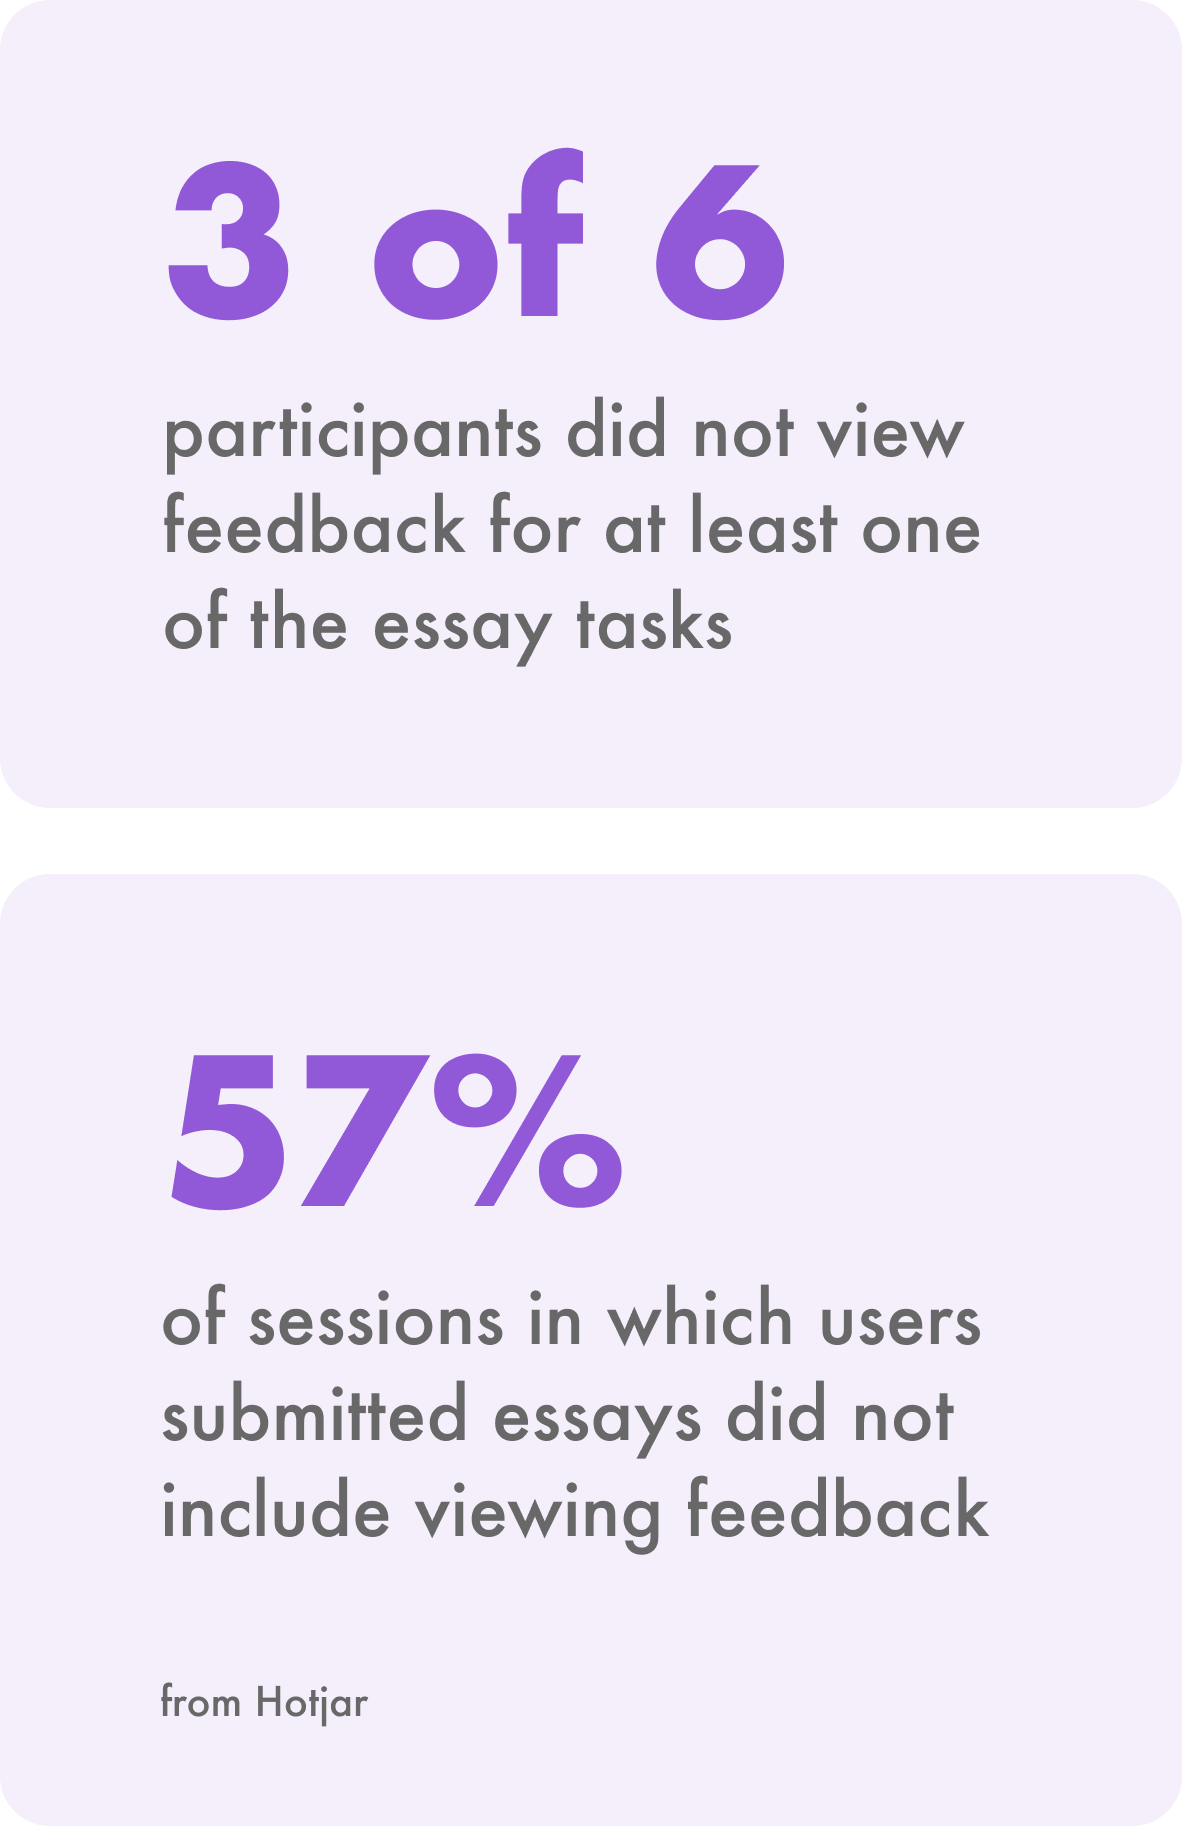 3 of 6
participants did not view
feedback for at least one
of the essay tasks
57%
of sessions in which users
submitted essays did not
include viewing feedback
from Hotjar